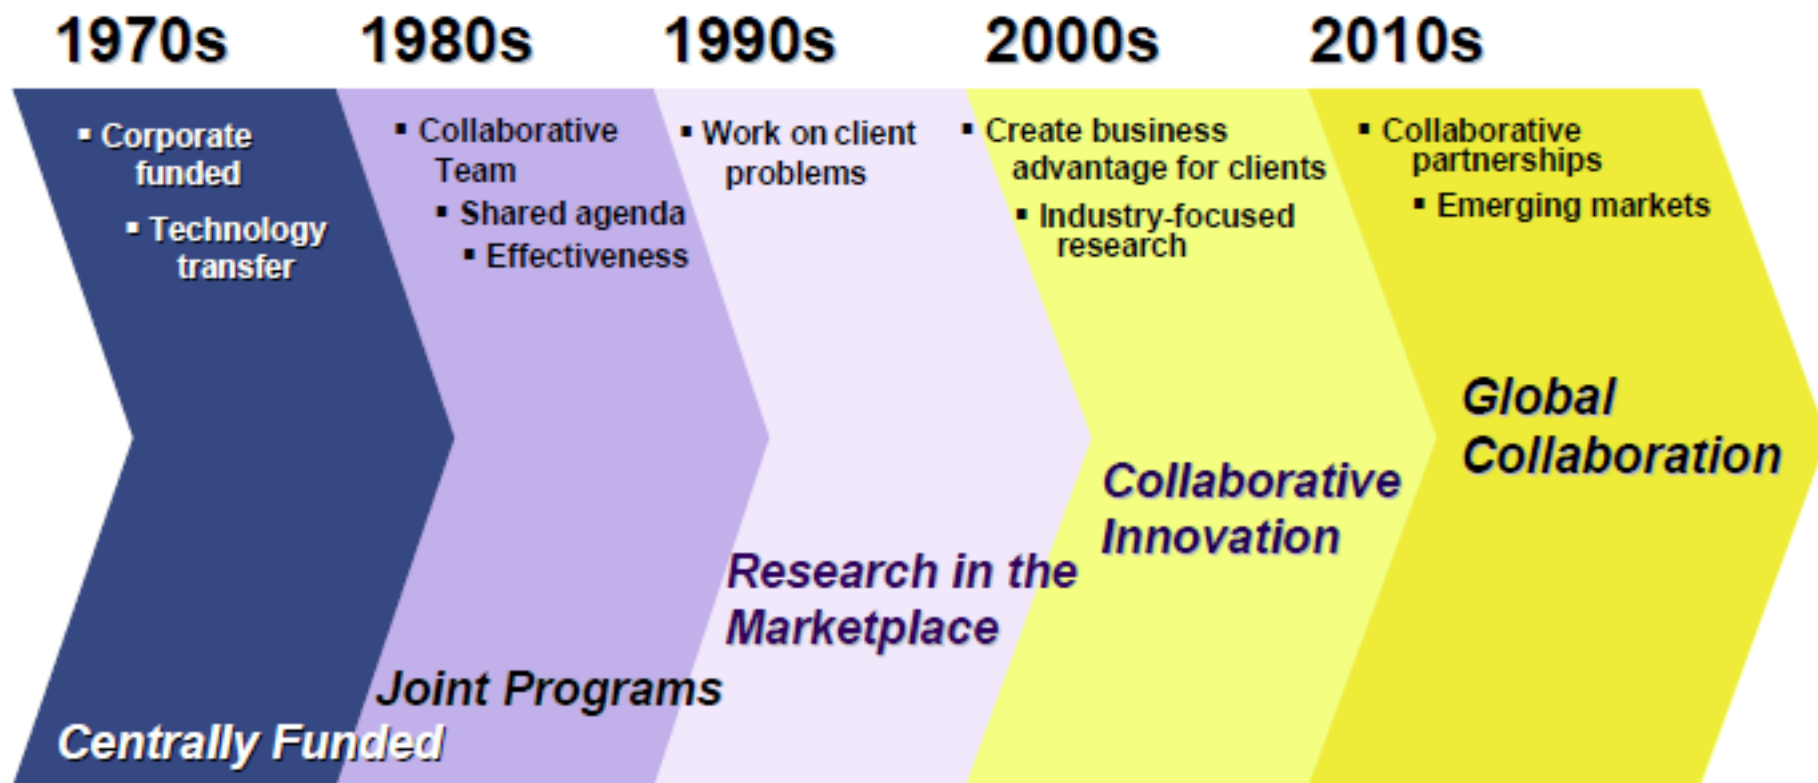 1970s
1980s
1990s
2000s
2010s
▪ Corporate
funded
▪ Technology
transfer
▪ Collaborative
Team
▪ Shared agenda
▪ Effectiveness
▪ Work on client
problems
▪ Create business
advantage for clients
▪ Industry-focused
research
▪ Collaborative
partnerships
▪ Emerging markets
Centrally Funded
Joint Programs
Research in the
Marketplace
Collaborative
Innovation
Global
Collaboration